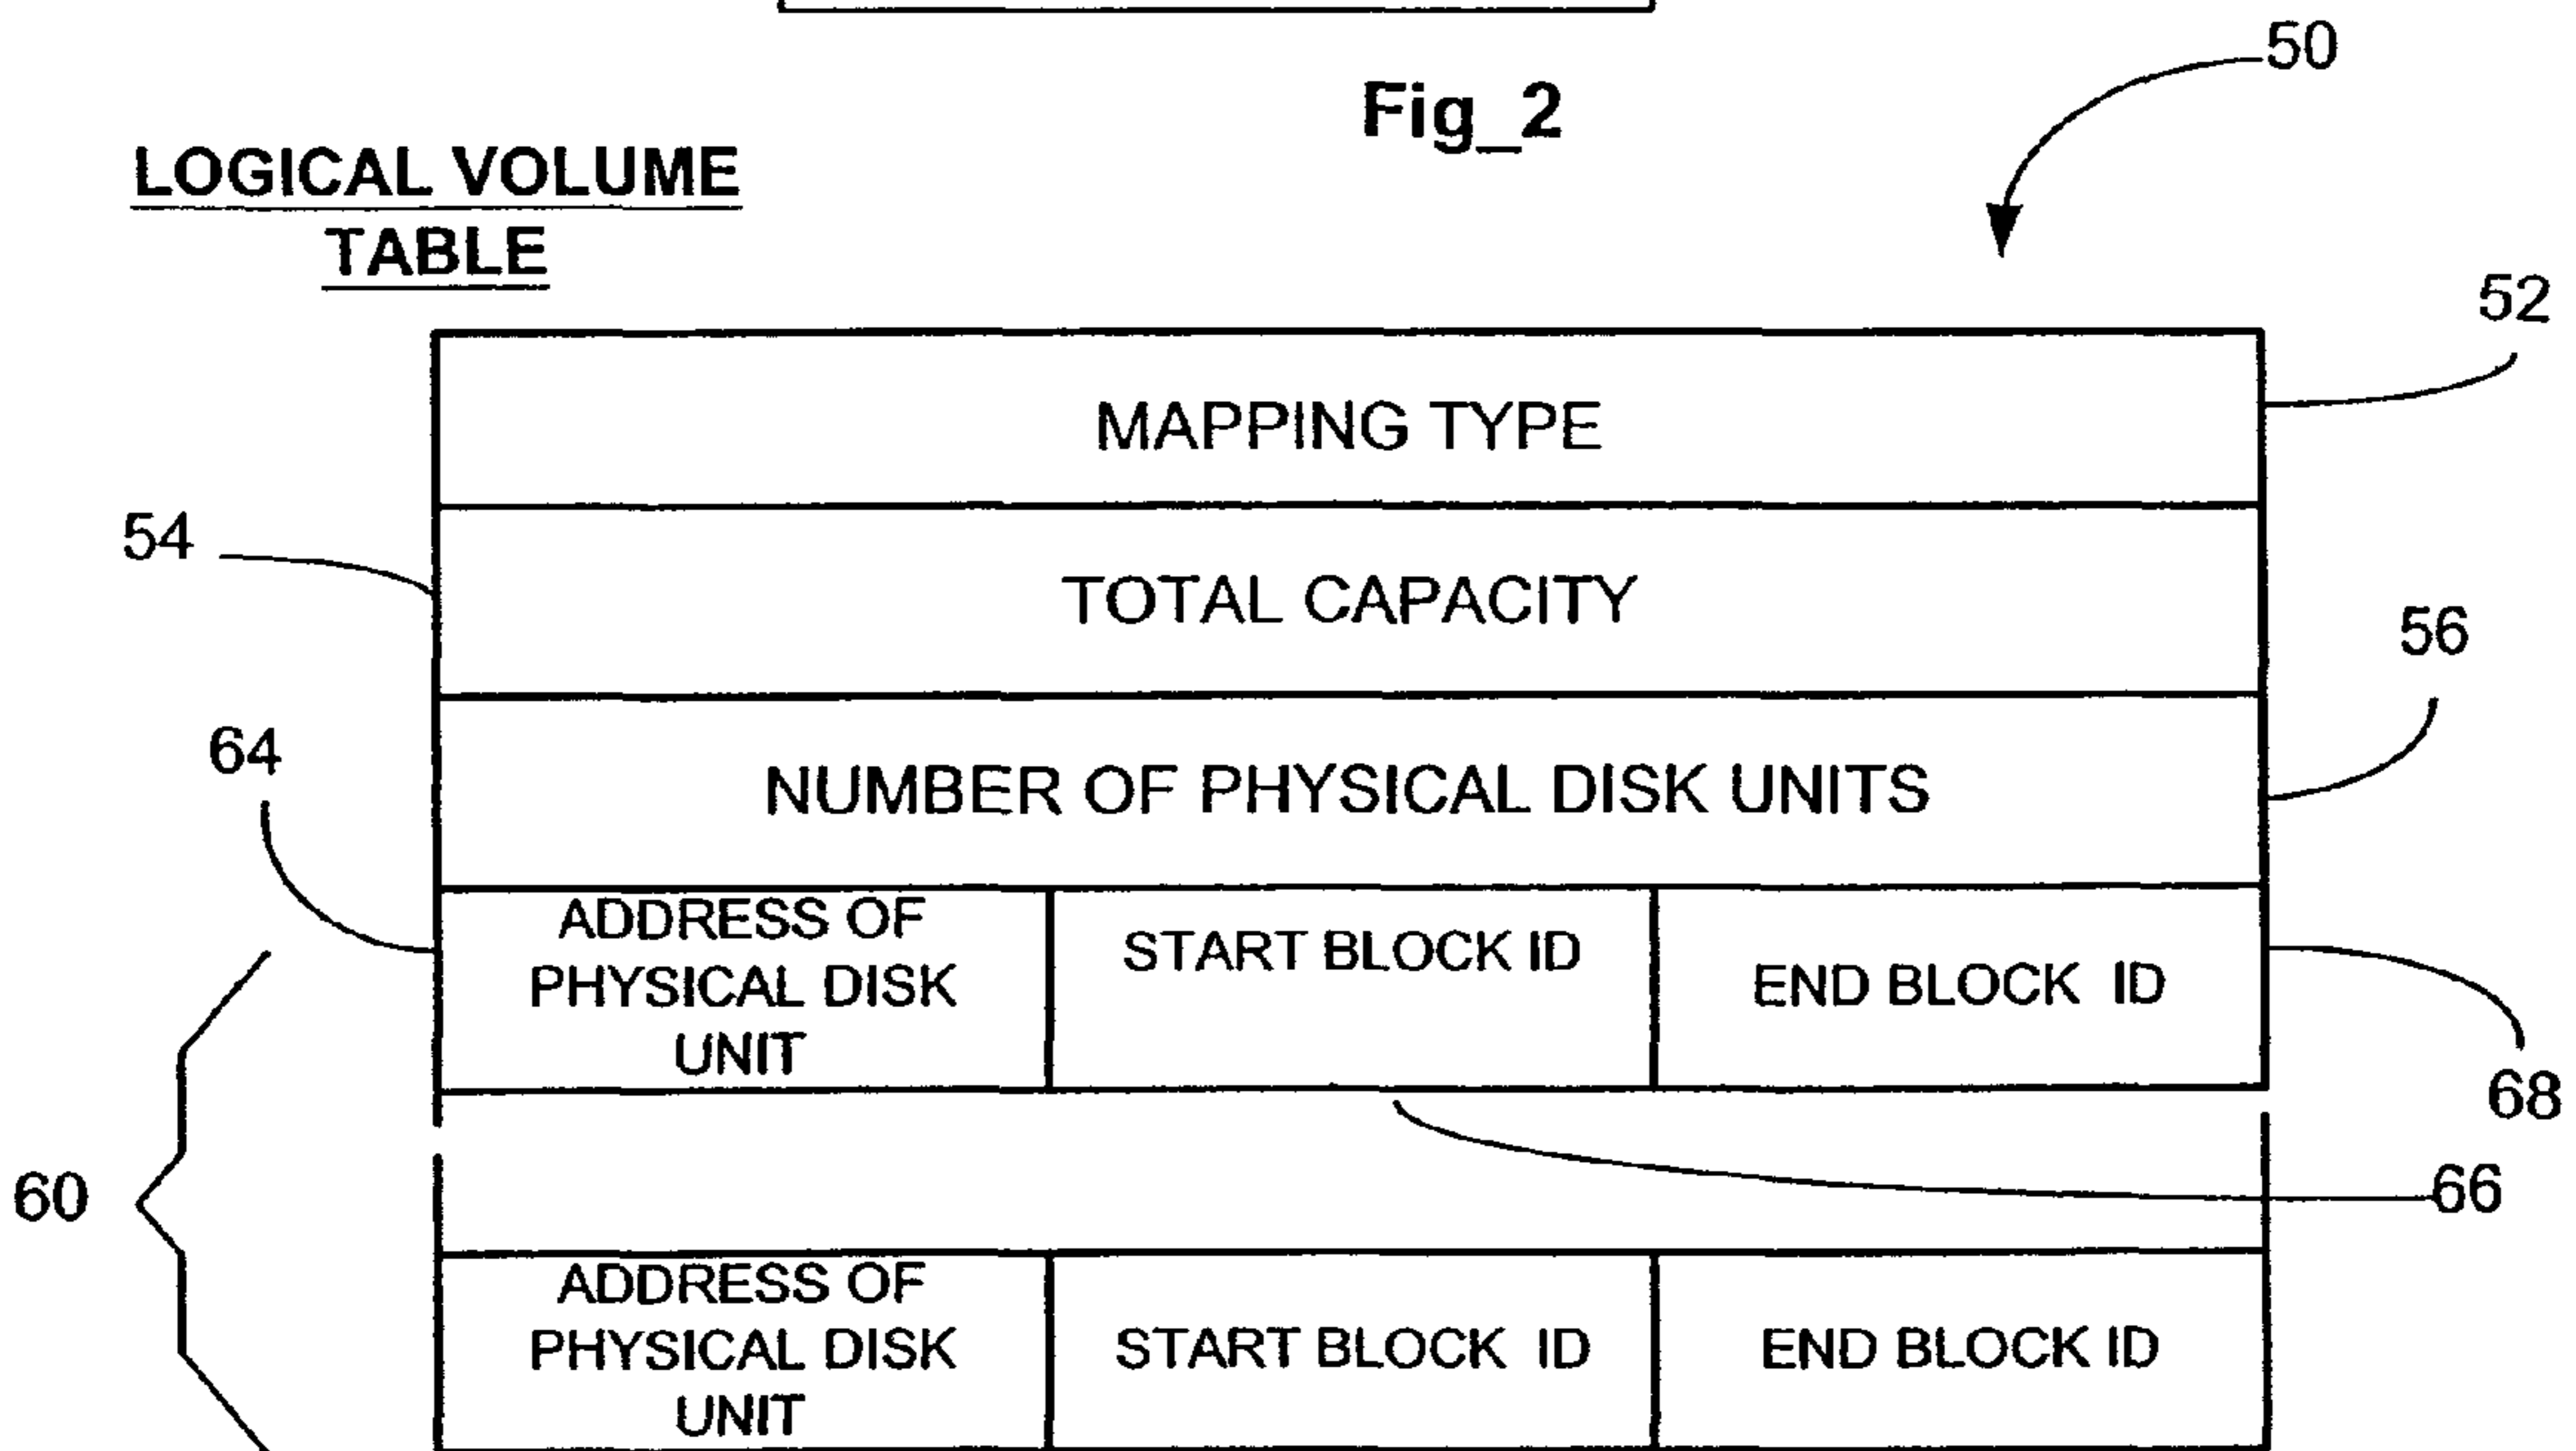 50
Fig_2
LOGICAL VOLUME
TABLE
52
MAPPING TYPE
54
TOTAL CAPACITY
56
64
NUMBER OF PHYSICAL DISK UNITS
ADDRESS OF
PHYSICAL DISK
UNIT
START BLOCK ID
END BLOCK ID
68
60
66
ADDRESS OF
PHYSICAL DISK
UNIT
START BLOCK ID
END BLOCK ID